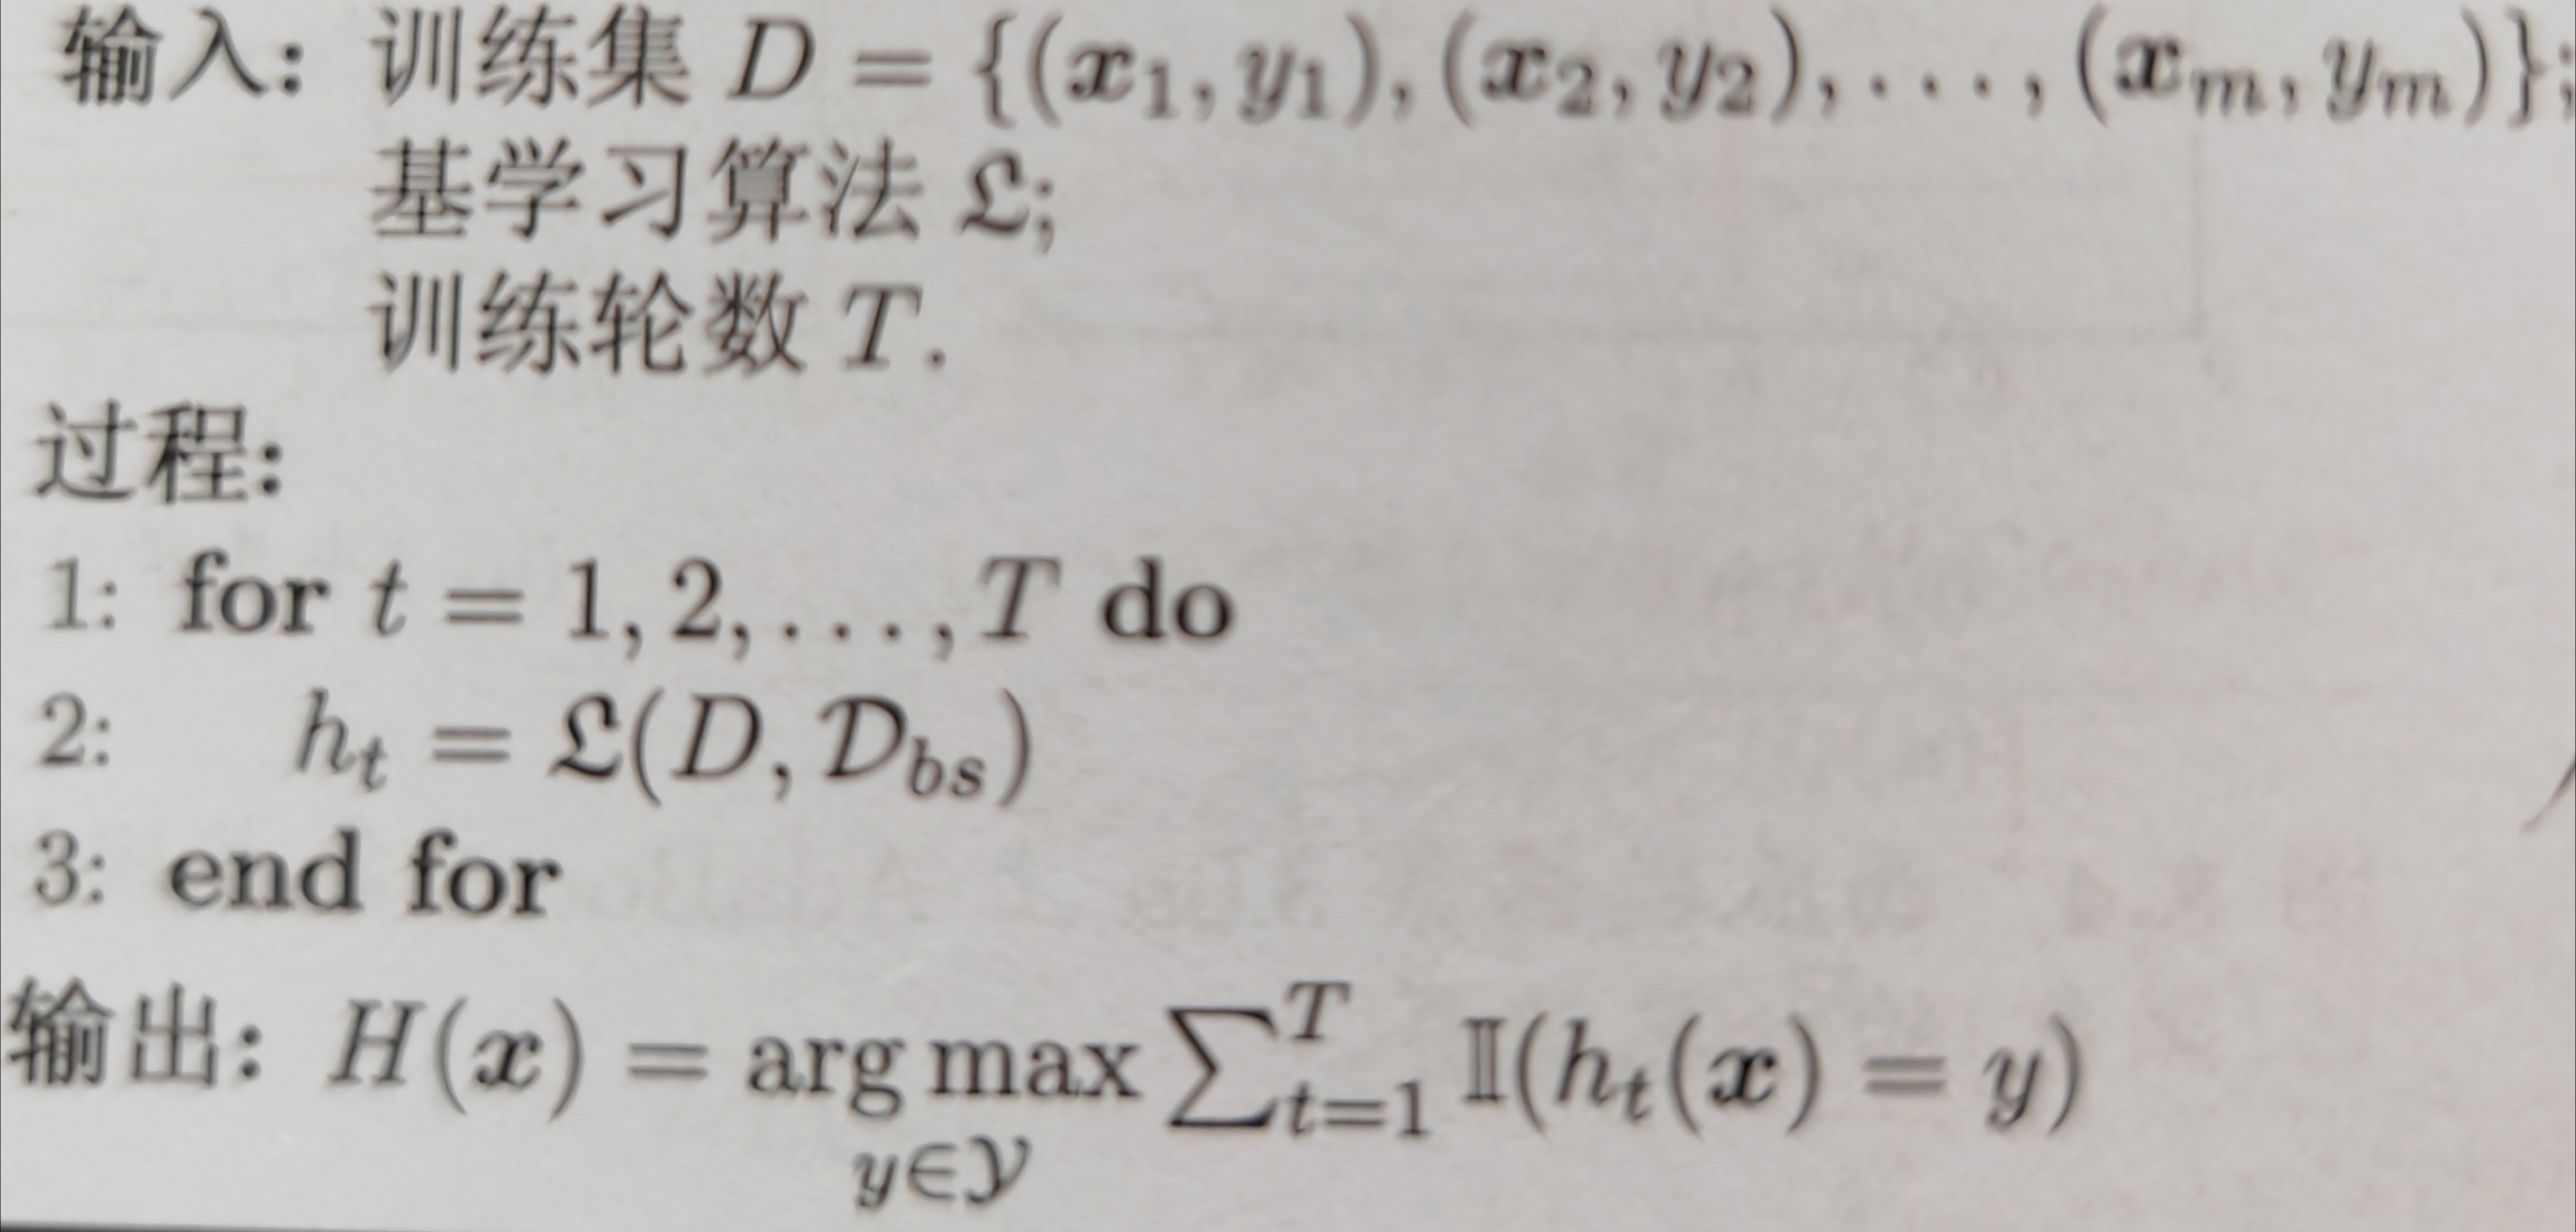 输入: 训练集 $D = \{(\boldsymbol{x}_1, y_1), (\boldsymbol{x}_2, y_2), \ldots, (\boldsymbol{x}_m, y_m)\}$;
基学习算法 $\mathfrak{L}$;
训练轮数 $T$.
过程:
1: for $t = 1, 2, \ldots, T$ do
2: $h_t = \mathfrak{L}(D, \mathcal{D}_{bs})$
3: end for
输出: $H(\boldsymbol{x}) = \underset{y \in \mathcal{Y}}{\arg\max} \sum_{t=1}^{T} \mathbb{I}(h_t(\boldsymbol{x}) = y)$